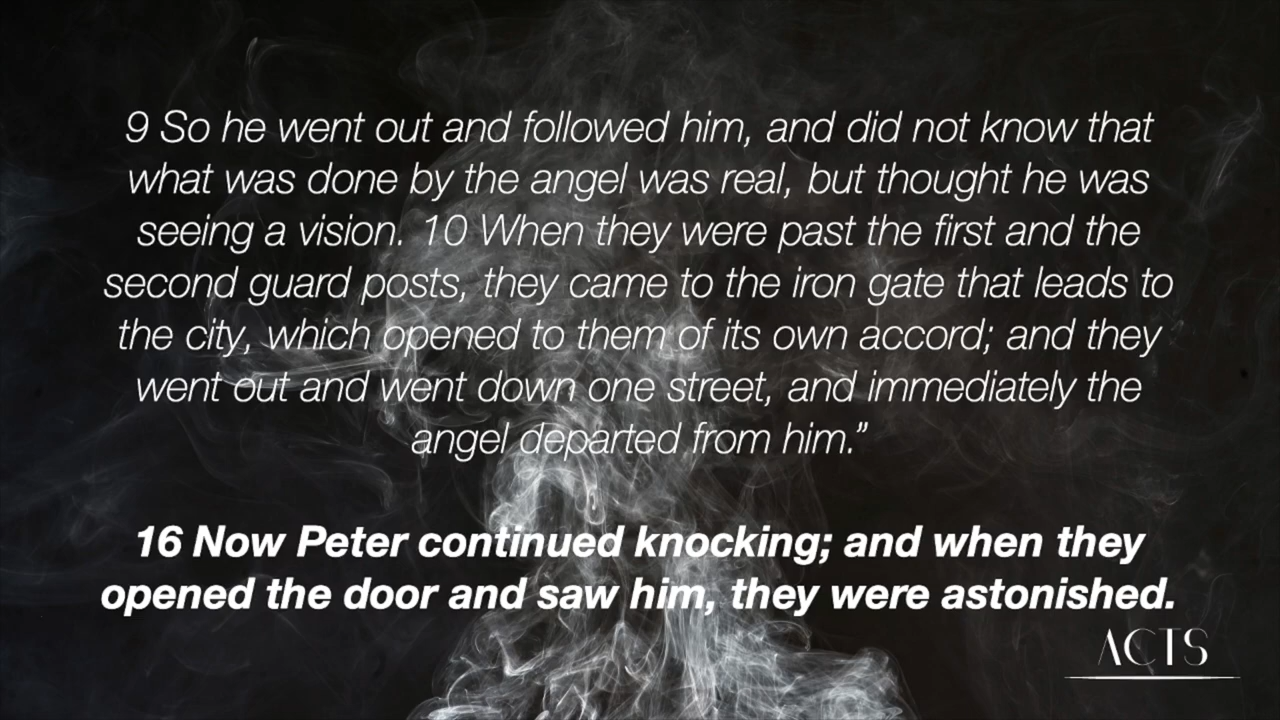 9 So he went out and followed him, and did not know that
what was done by the angel was real, but thought he was
seeing a vision. 10 When they were past the first and the
second guard posts, they came to the iron gate that leads to
the city, which opened to them of its own accord; and they
went out and went down one street, and immediately the
angel departed from him.”
16 Now Peter continued knocking; and when they
opened the door and saw him, they were astonished.
ACTS